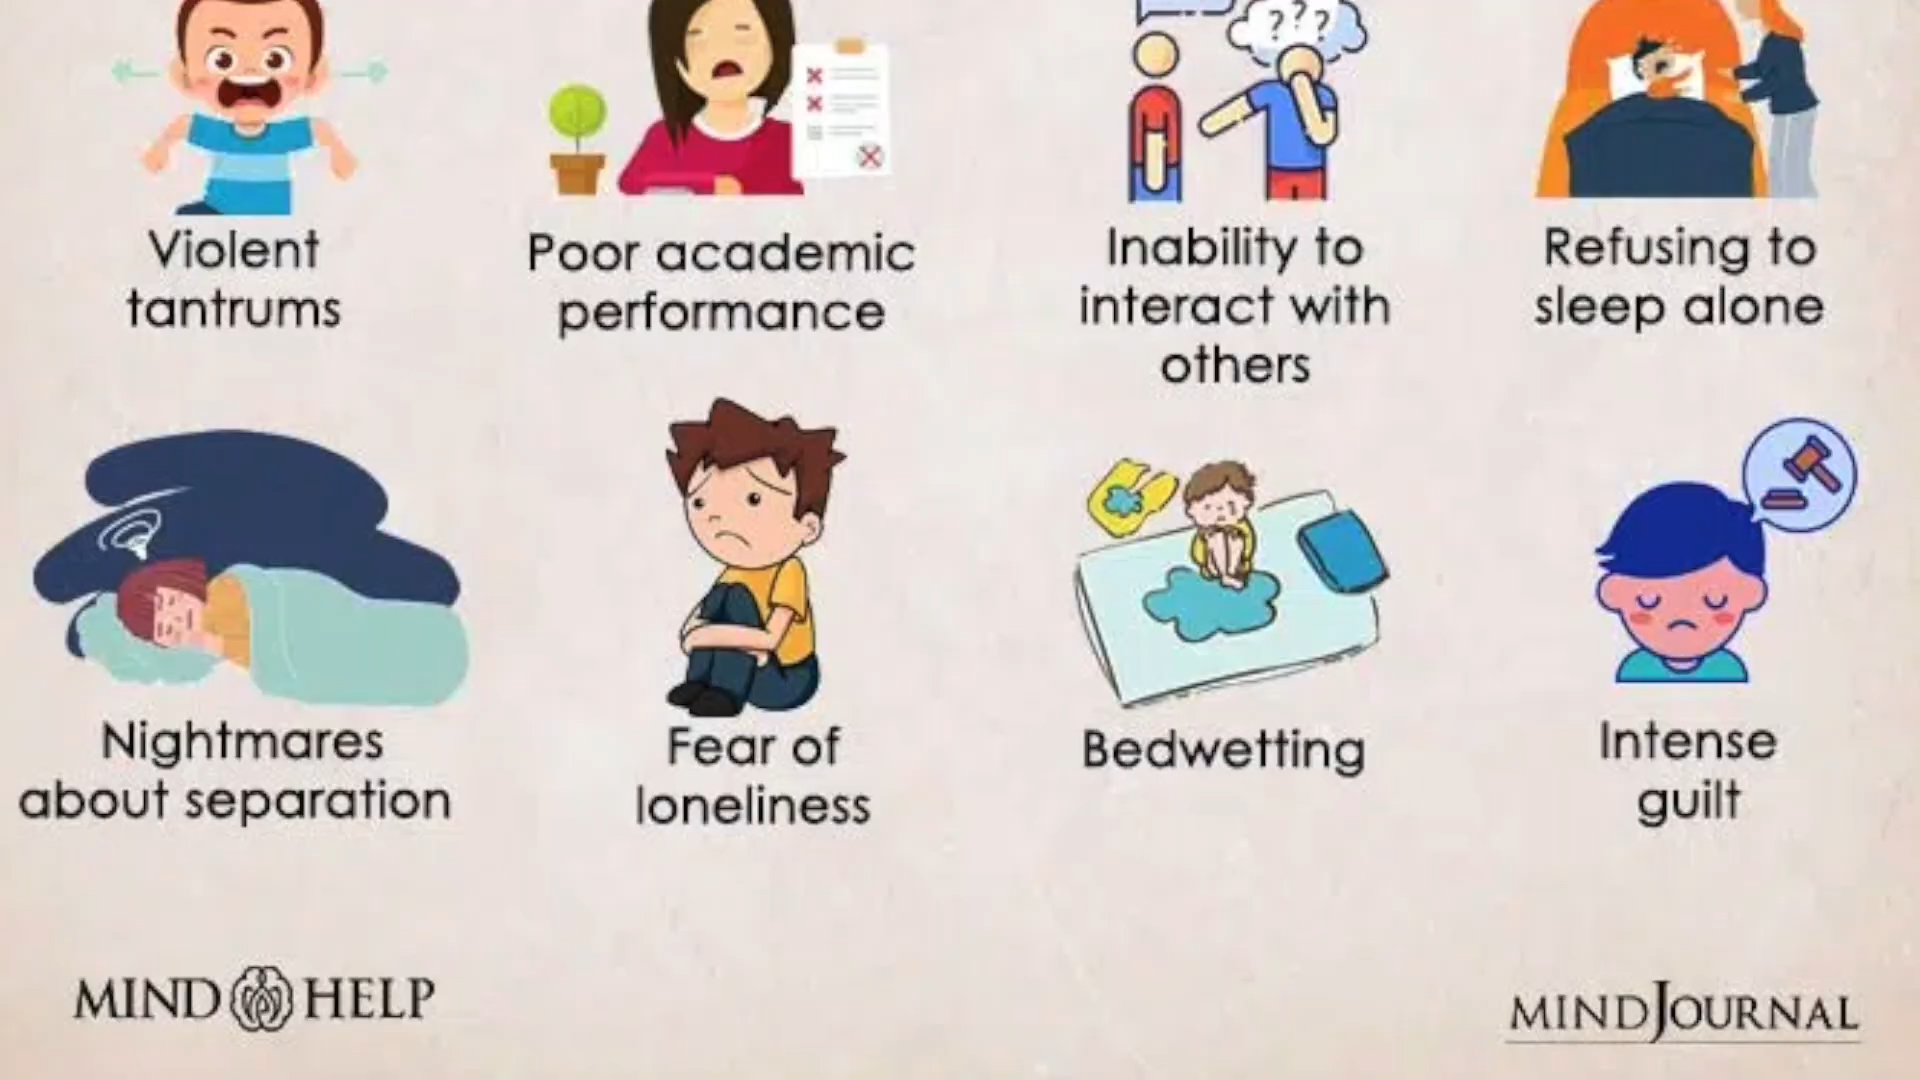 ???
Violent
tantrums
Poor academic
performance
Inability to
interact with
others
Refusing to
sleep alone
Nightmares
about separation
Fear of
loneliness
Bedwetting
Intense
guilt
MIND HELP
MINDJOURNAL